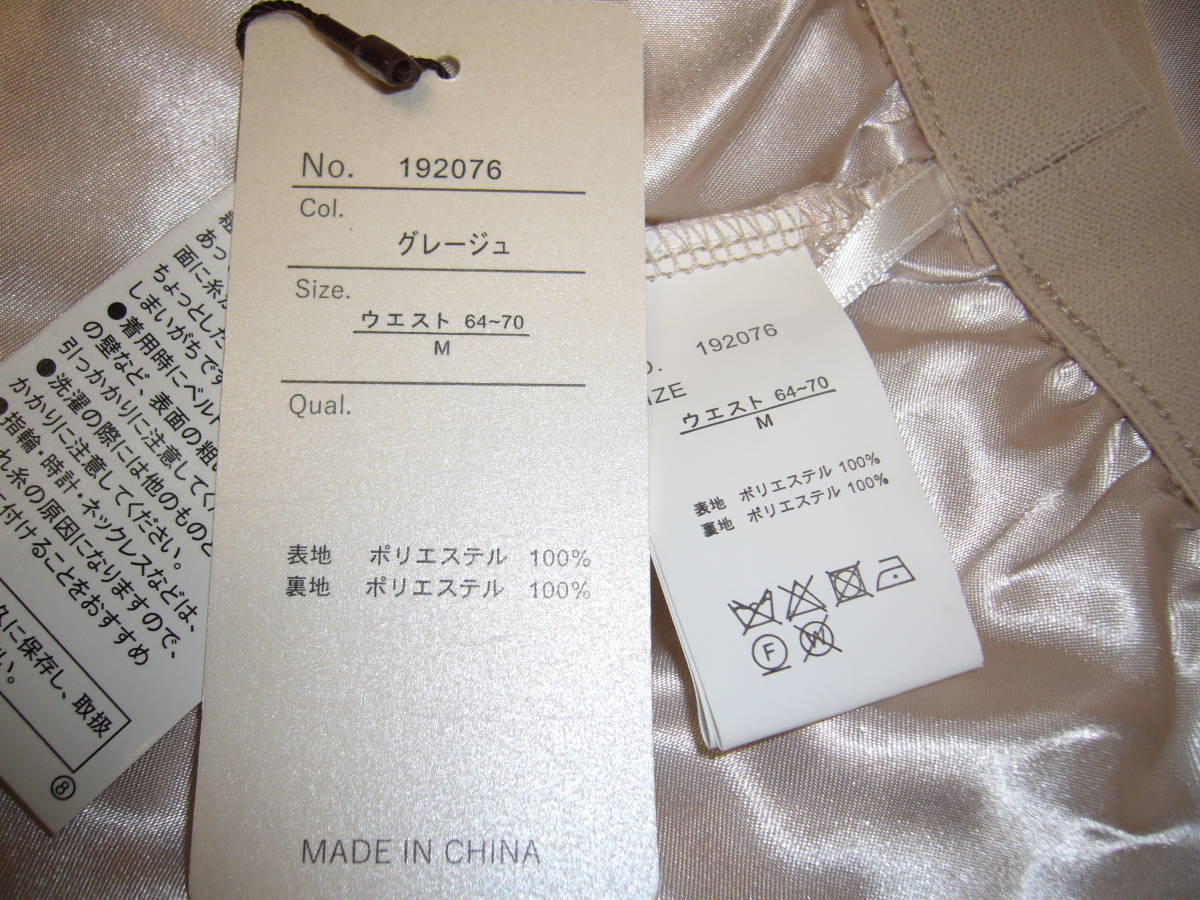 No. 192076
Col.
グレージュ
Size.
ウエスト 64~70
M
Qual.
表地 ポリエステル 100%
裏地 ポリエステル 100%
MADE IN CHINA
192076
ウエスト 64~70
M
表地 ポリエステル 100%
裏地 ポリエステル 100%
F
W
あっ
面に糸
ちょっとした
しまいがちです
●着用時にベル
の壁など、表面の粗
引っかかりに注意して
●洗濯の際には他のものと
かかりに注意してください。
●指輪・時計・ネックレスなどは、
れ糸の原因になりますので、
に付けることをおすすめ
久に保存し、取扱
い。
⑧